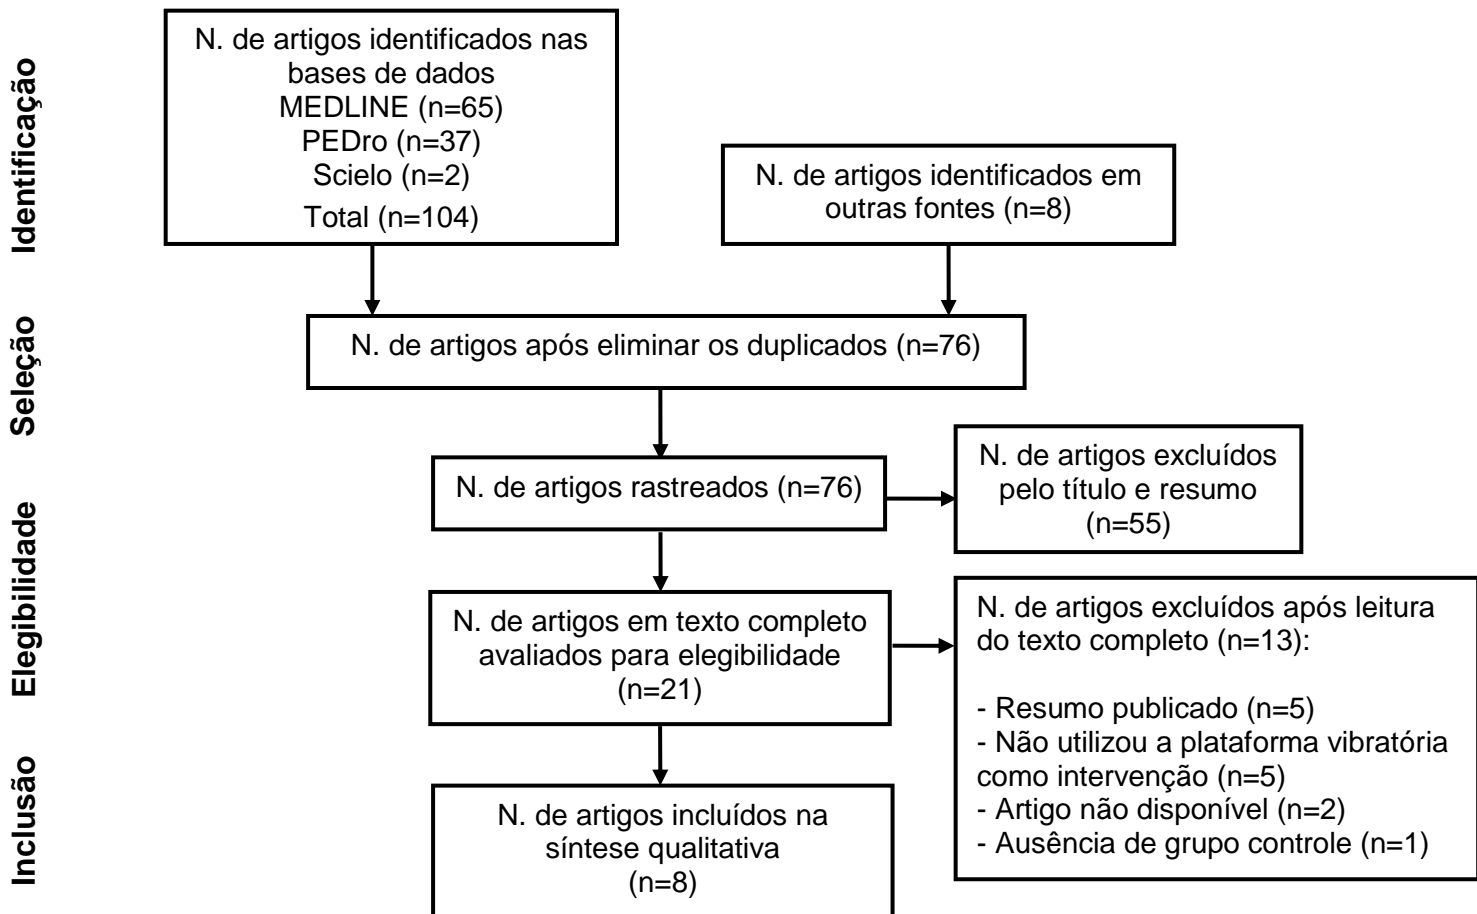 Identificação
N. de artigos identificados nas
bases de dados
MEDLINE (n=65)
PEDro (n=37)
Scielo (n=2)
Total (n=104)
N. de artigos identificados em
outras fontes (n=8)
Seleção
N. de artigos após eliminar os duplicados (n=76)
N. de artigos rastreados (n=76)
N. de artigos excluídos
pelo título e resumo
(n=55)
Elegibilidade
N. de artigos em texto completo
avaliados para elegibilidade
(n=21)
N. de artigos excluídos após leitura
do texto completo (n=13):
- Resumo publicado (n=5)
- Não utilizou a plataforma vibratória
como intervenção (n=5)
- Artigo não disponível (n=2)
- Ausência de grupo controle (n=1)
Inclusão
N. de artigos incluídos na
síntese qualitativa
(n=8)